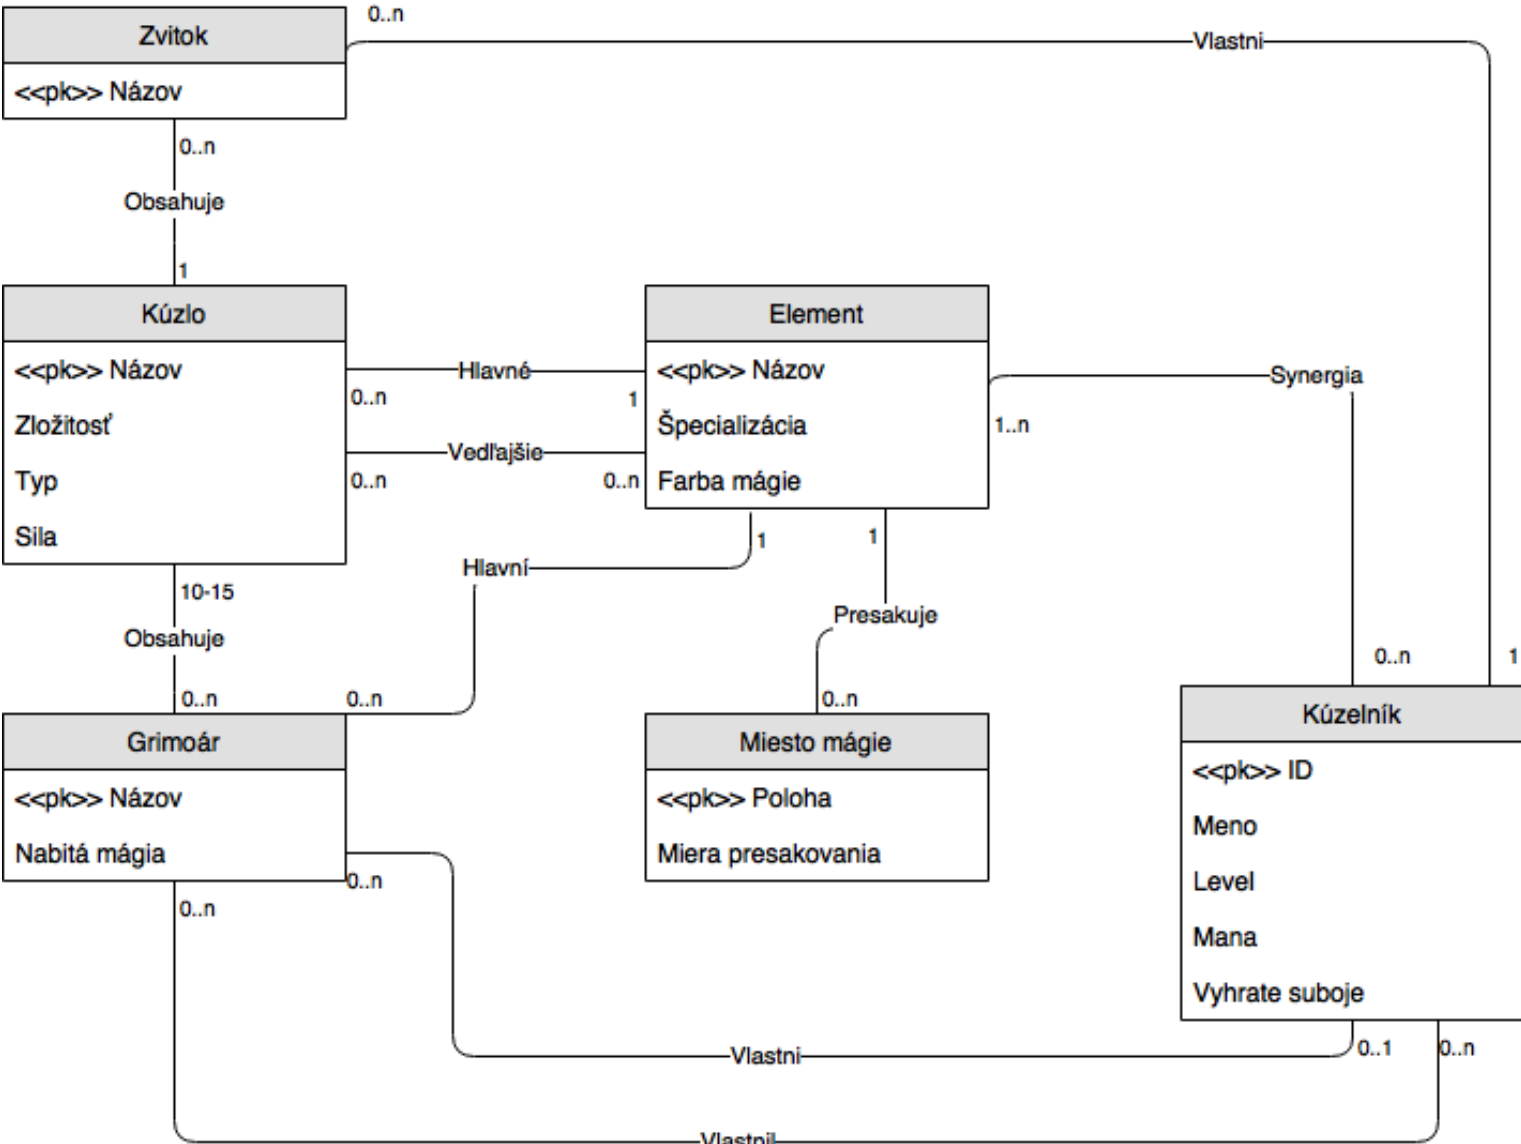 0..n
Zvitok
Vlastni
<<pk>> Názov
0..n
Obsahuje
1
Kúzlo
Element
<<pk>> Názov
Hlavné
<<pk>> Názov
Synergia
0..n
1
Zložitosť
Špecializácia
1..n
Vedľajšie
Typ
0..n
0..n
Farba mágie
Sila
1
1
Hlavní
10-15
Presakuje
Obsahuje
0..n
1
0..n
0..n
0..n
Grimoár
Miesto mágie
Kúzelník
<<pk>> Názov
<<pk>> Poloha
<<pk>> ID
Nabitá mágia
Miera presakovania
Meno
0..n
Level
0..n
Mana
Vyhrate suboje
Vlastni
0..1
0..n
Vlastnil